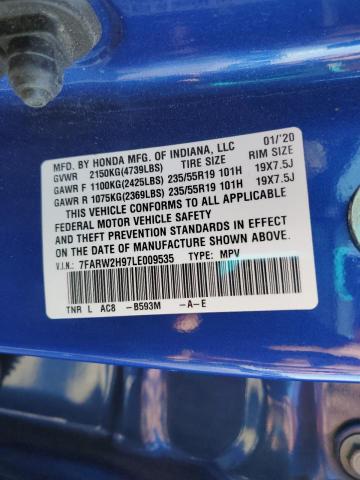 MFD. BY HONDA MFG. OF INDIANA, LLC 01/'20
GVWR 2150KG(4739LBS) TIRE SIZE RIM SIZE
GAWR F 1100KG(2425LBS) 235/55R19 101H 19X7.5J
GAWR R 1075KG(2369LBS) 235/55R19 101H 19X7.5J
THIS VEHICLE CONFORMS TO ALL APPLICABLE
FEDERAL MOTOR VEHICLE SAFETY
AND THEFT PREVENTION STANDARDS IN EFFECT
ON THE DATE OF MANUFACTURE SHOWN ABOVE.
V.I.N.: 7FARW2H97LE009535 TYPE: MPV
TNR L AC8 -B593M -A-E